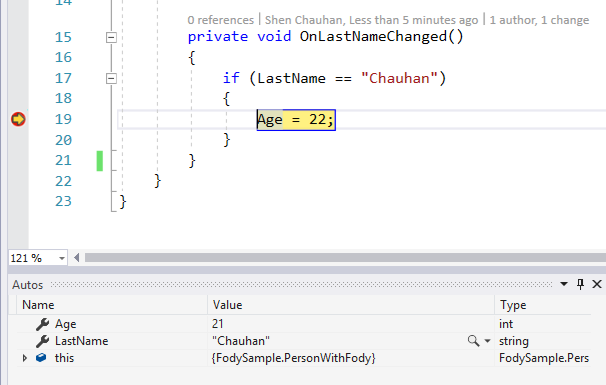 14
0 references | Shen Chauhan, Less than 5 minutes ago | 1 author, 1 change
15 private void OnLastNameChanged()
16 {
17 if (LastName == "Chauhan")
18 {
19 Age = 22;
20 }
21 }
22 }
23 }
121 %
Autos
Name Value Type
Age 21 int
LastName "Chauhan" string
this {FodySample.PersonWithFody} FodySample.Pers